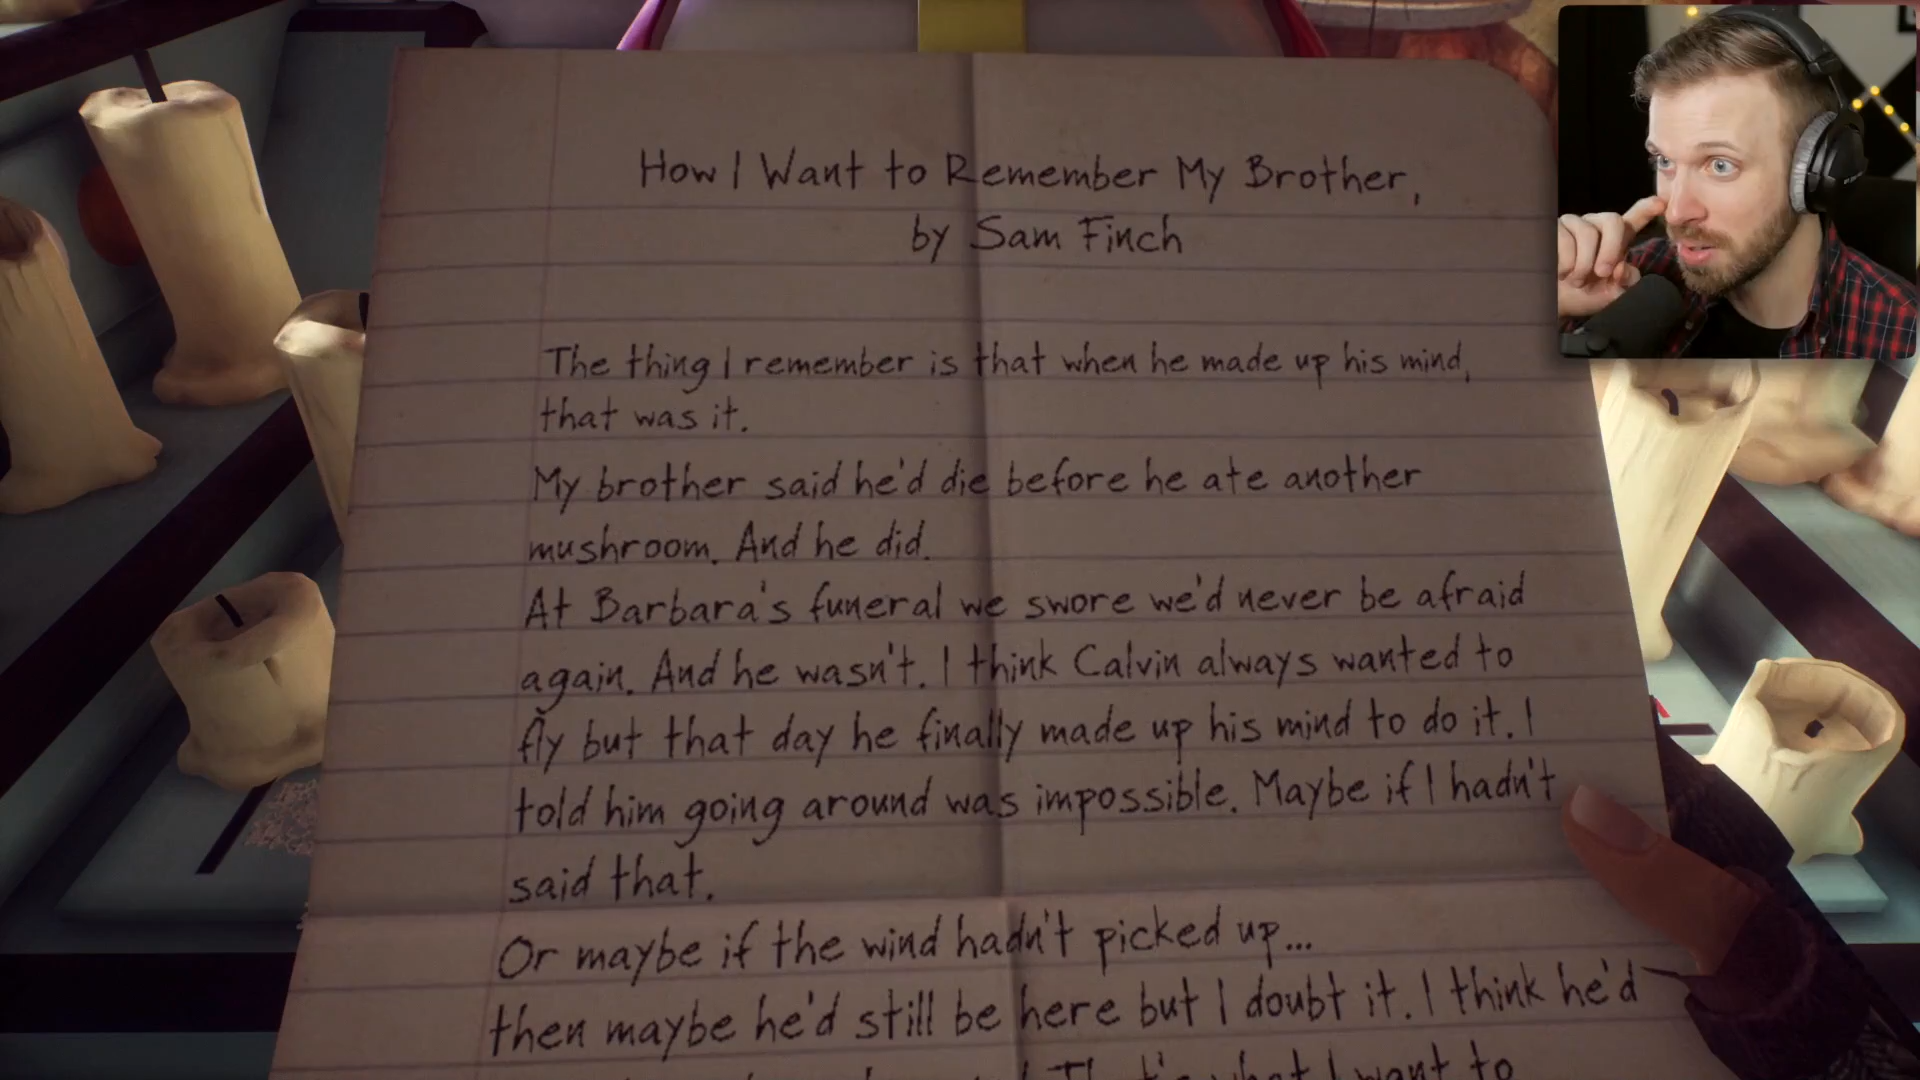 How I Want to Remember My Brother,
by Sam Finch
The thing I remember is that when he made up his mind,
that was it.
My brother said he'd die before he ate another
mushroom. And he did.
At Barbara's funeral we swore we'd never be afraid
again. And he wasn't. I think Calvin always wanted to
fly but that day he finally made up his mind to do it. I
told him going around was impossible. Maybe if I hadn't
said that.
Or maybe if the wind hadn't picked up...
then maybe he'd still be here but I doubt it. I think he'd
That's what I want to